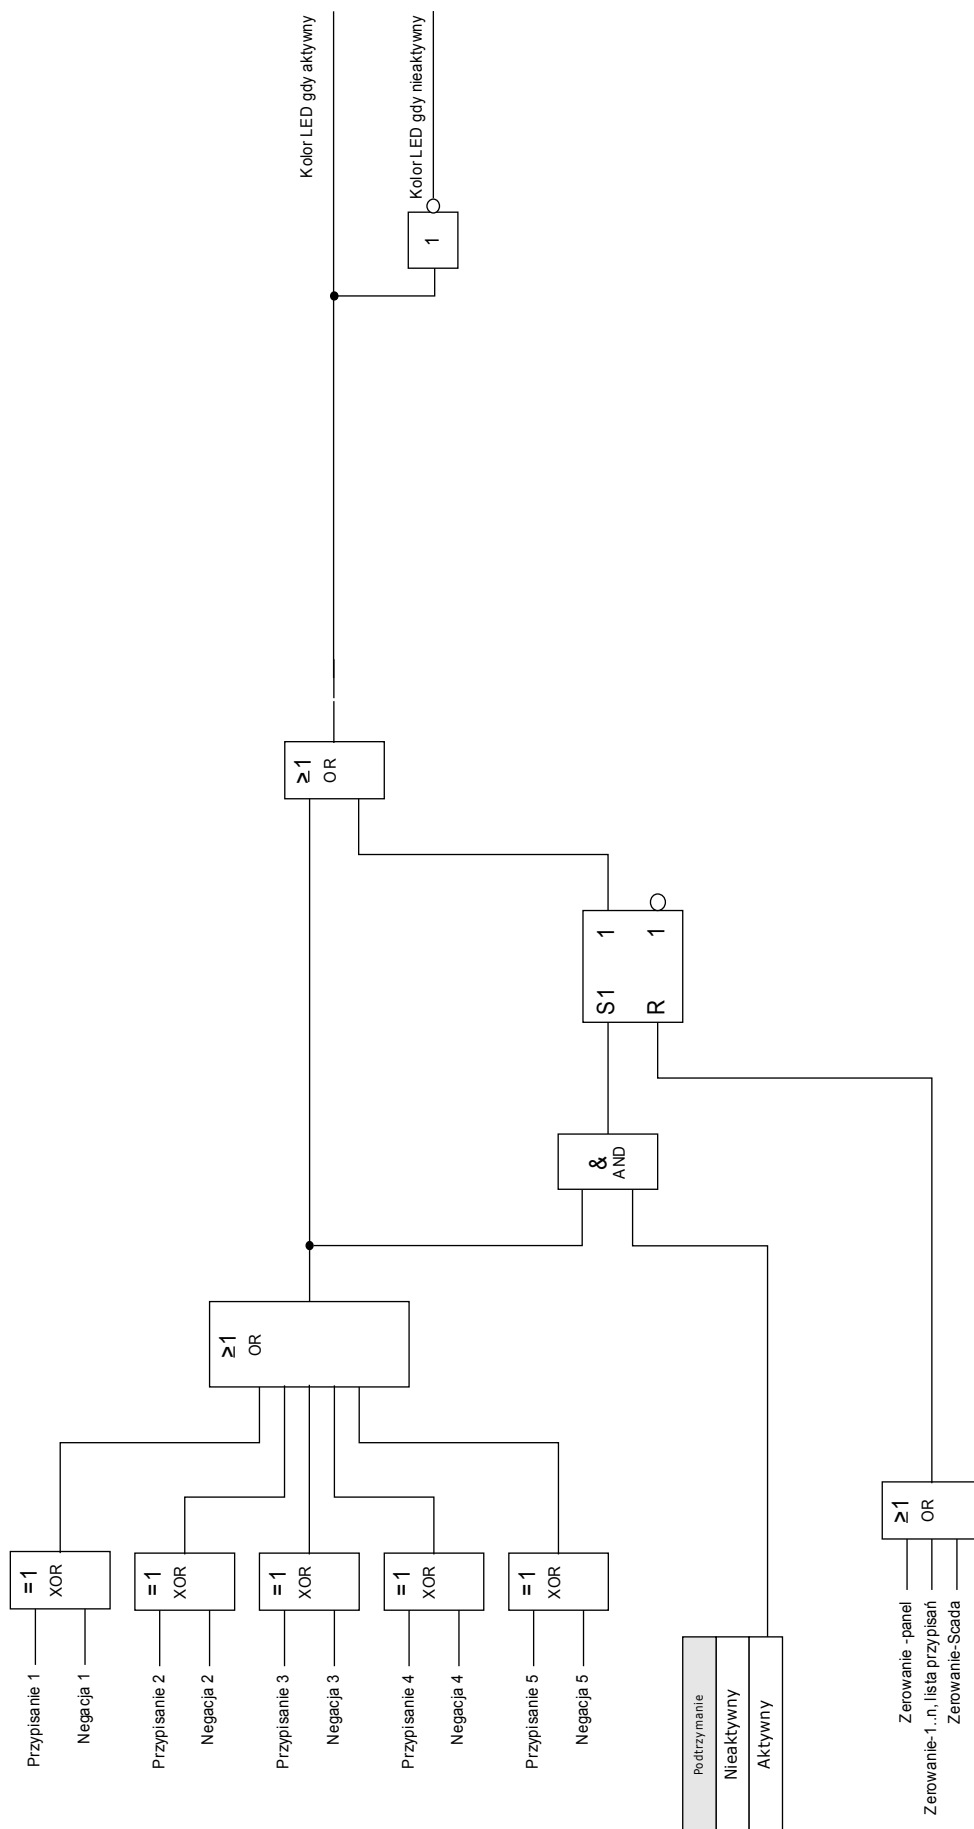 Przypisanie 1
Negacja 1
Przypisanie 2
Negacja 2
Przypisanie 3
Negacja 3
Przypisanie 4
Negacja 4
Przypisanie 5
Negacja 5
=1
XOR
=1
XOR
=1
XOR
=1
XOR
=1
XOR
≥1
OR
Podtrzymanie
Nieaktywny
Aktywny
&
AND
Zerowanie -panel
Zerowanie-1..n, lista przypisań
Zerowanie-Scada
≥1
OR
S1 1
R 1
≥1
OR
1
Kolor LED gdy aktywny
Kolor LED gdy nieaktywny